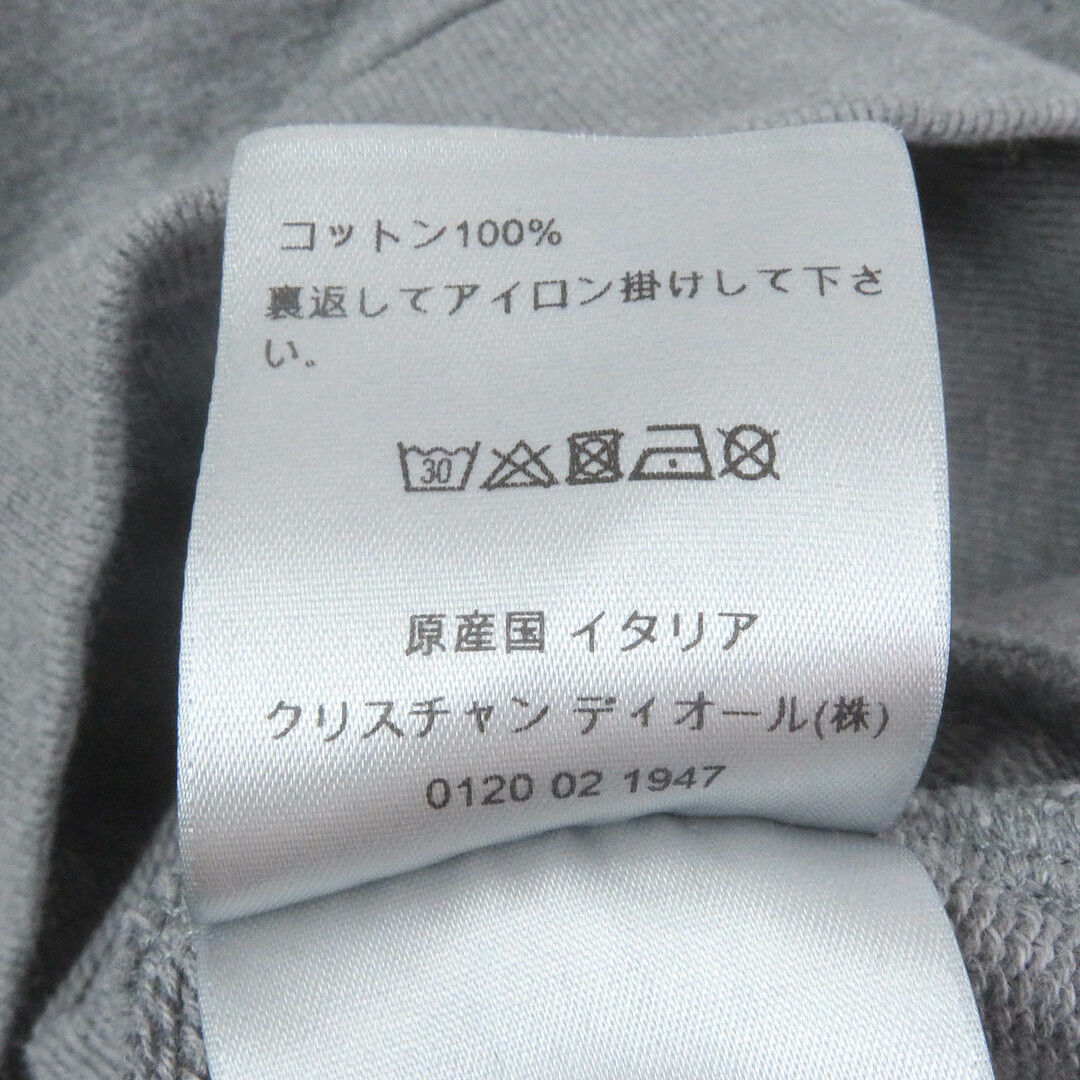 コットン100%
裏返してアイロン掛けして下さ
い。
30
原産国 イタリア
クリスチャン ディオール(株)
0120 02 1947